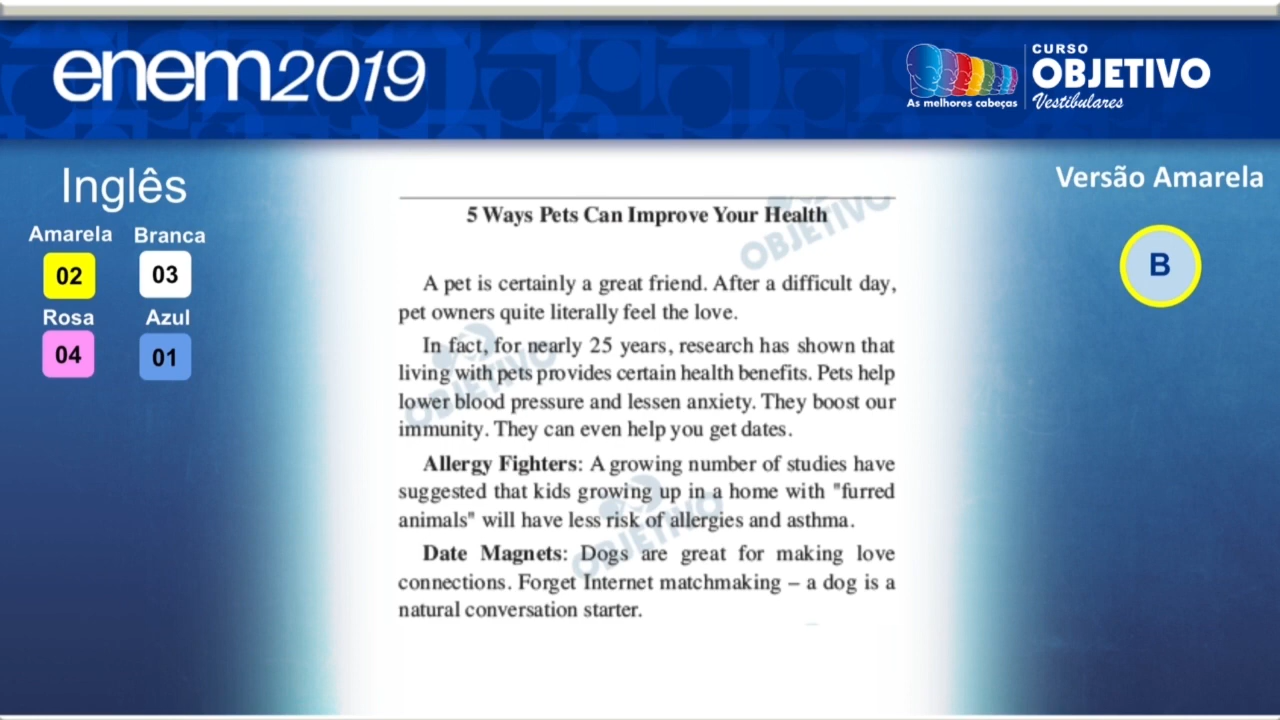 enem2019
As melhores cabeças
CURSO
OBJETIVO
Vestibulares
Inglês
Amarela Branca
02 03
Rosa Azul
04 01
Versão Amarela
B
5 Ways Pets Can Improve Your Health
A pet is certainly a great friend. After a difficult day,
pet owners quite literally feel the love.
In fact, for nearly 25 years, research has shown that
living with pets provides certain health benefits. Pets help
lower blood pressure and lessen anxiety. They boost our
immunity. They can even help you get dates.
Allergy Fighters: A growing number of studies have
suggested that kids growing up in a home with "furred
animals" will have less risk of allergies and asthma.
Date Magnets: Dogs are great for making love
connections. Forget Internet matchmaking – a dog is a
natural conversation starter.
OBJETIVO
OBJETIVO
OBJETIVO